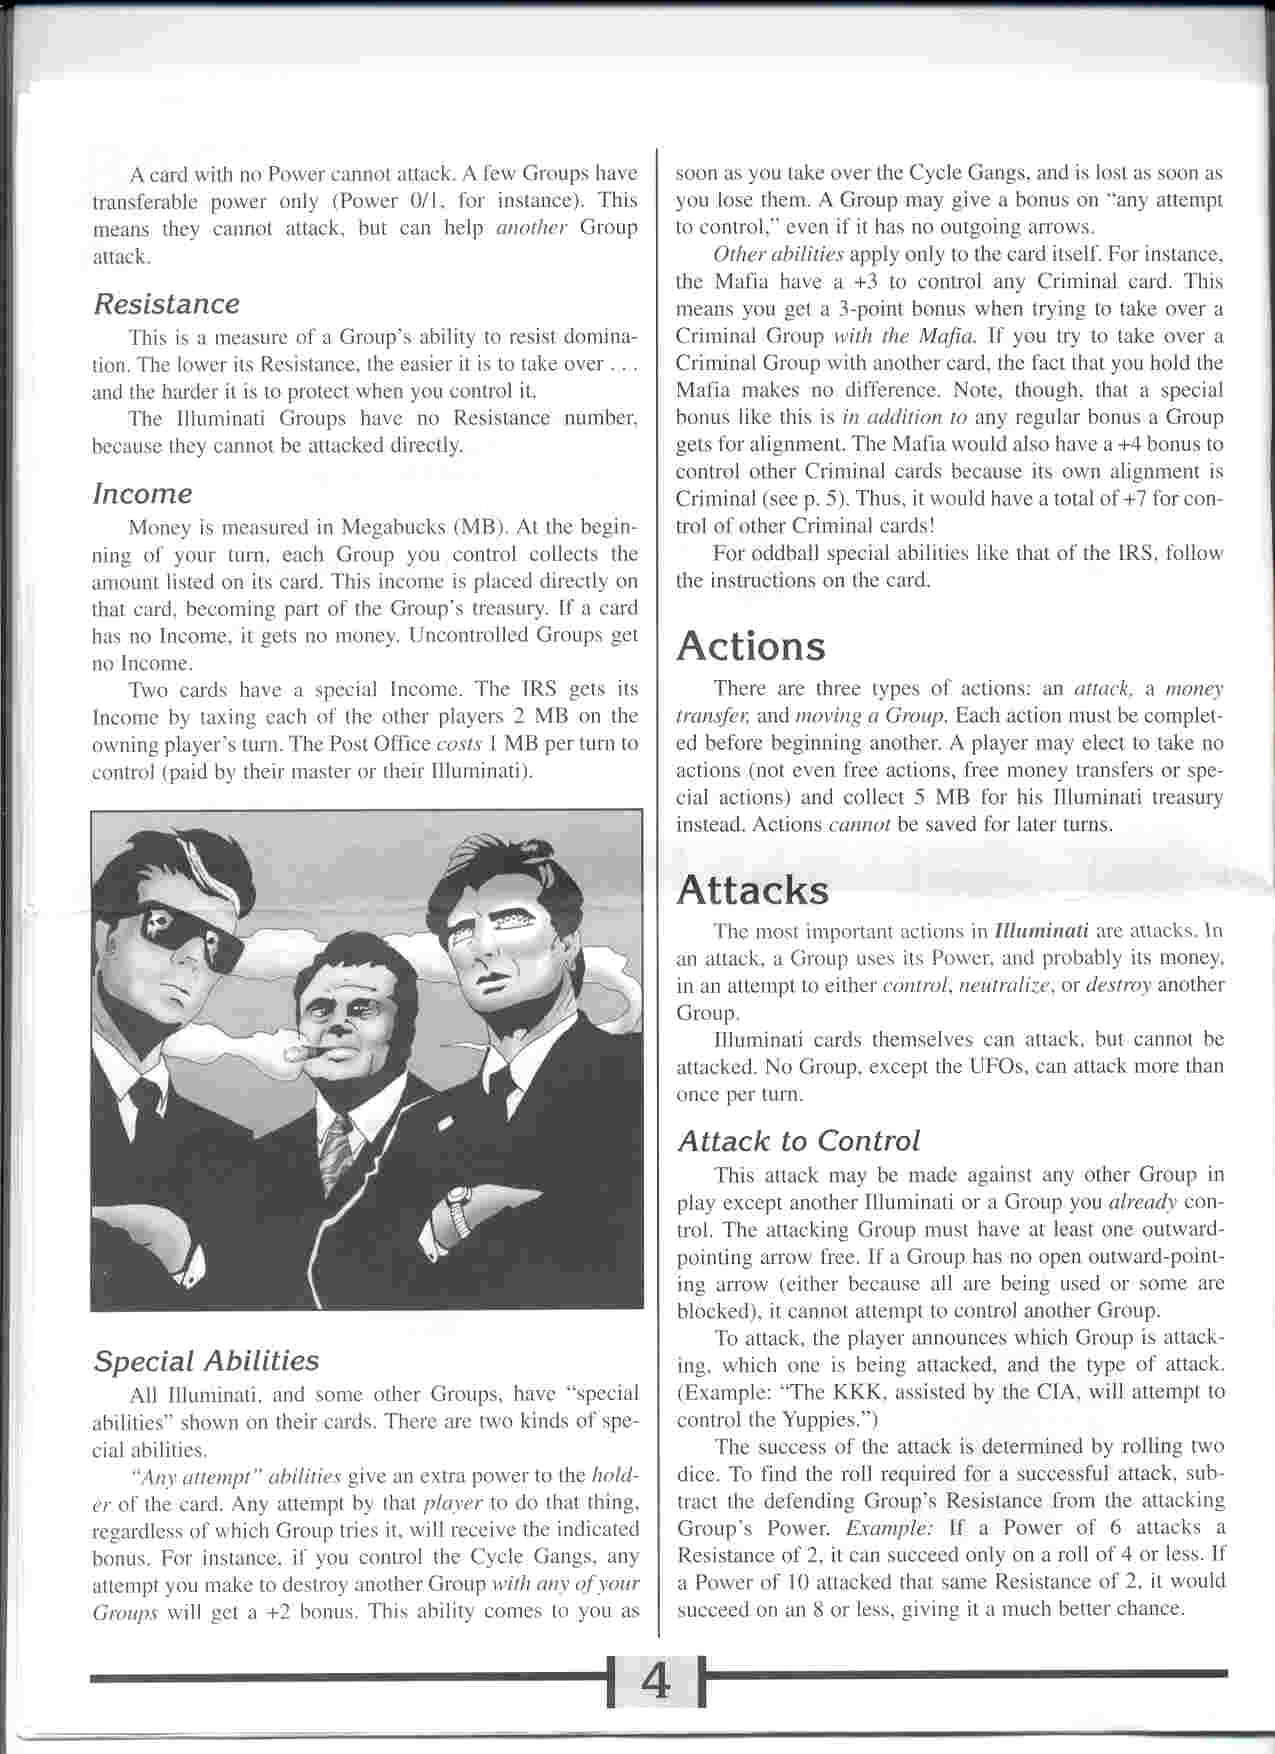 A card with no Power cannot attack. A few Groups have
transferable power only (Power 0/1, for instance). This
means they cannot attack, but can help another Group
attack.
Resistance
This is a measure of a Group's ability to resist domina-
tion. The lower its Resistance, the easier it is to take over . . .
and the harder it is to protect when you control it.
The Illuminati Groups have no Resistance number,
because they cannot be attacked directly.
Income
Money is measured in Megabucks (MB). At the begin-
ning of your turn, each Group you control collects the
amount listed on its card. This income is placed directly on
that card, becoming part of the Group's treasury. If a card
has no Income, it gets no money. Uncontrolled Groups get
no Income.
Two cards have a special Income. The IRS gets its
Income by taxing each of the other players 2 MB on the
owning player's turn. The Post Office costs 1 MB per turn to
control (paid by their master or their Illuminati).
Special Abilities
All Illuminati, and some other Groups, have "special
abilities" shown on their cards. There are two kinds of spe-
cial abilities.
"Any attempt" abilities give an extra power to the hold-
er of the card. Any attempt by that player to do that thing,
regardless of which Group tries it, will receive the indicated
bonus. For instance, if you control the Cycle Gangs, any
attempt you make to destroy another Group with any of your
Groups will get a +2 bonus. This ability comes to you as
soon as you take over the Cycle Gangs, and is lost as soon as
you lose them. A Group may give a bonus on "any attempt
to control," even if it has no outgoing arrows.
Other abilities apply only to the card itself. For instance,
the Mafia have a +3 to control any Criminal card. This
means you get a 3-point bonus when trying to take over a
Criminal Group with the Mafia. If you try to take over a
Criminal Group with another card, the fact that you hold the
Mafia makes no difference. Note, though, that a special
bonus like this is in addition to any regular bonus a Group
gets for alignment. The Mafia would also have a +4 bonus to
control other Criminal cards because its own alignment is
Criminal (see p. 5). Thus, it would have a total of +7 for con-
trol of other Criminal cards!
For oddball special abilities like that of the IRS, follow
the instructions on the card.
Actions
There are three types of actions: an attack, a money
transfer, and moving a Group. Each action must be complet-
ed before beginning another. A player may elect to take no
actions (not even free actions, free money transfers or spe-
cial actions) and collect 5 MB for his Illuminati treasury
instead. Actions cannot be saved for later turns.
Attacks
The most important actions in Illuminati are attacks. In
an attack, a Group uses its Power, and probably its money,
in an attempt to either control, neutralize, or destroy another
Group.
Illuminati cards themselves can attack, but cannot be
attacked. No Group, except the UFOs, can attack more than
once per turn.
Attack to Control
This attack may be made against any other Group in
play except another Illuminati or a Group you already con-
trol. The attacking Group must have at least one outward-
pointing arrow free. If a Group has no open outward-point-
ing arrow (either because all are being used or some are
blocked), it cannot attempt to control another Group.
To attack, the player announces which Group is attack-
ing, which one is being attacked, and the type of attack.
(Example: "The KKK, assisted by the CIA, will attempt to
control the Yuppies.")
The success of the attack is determined by rolling two
dice. To find the roll required for a successful attack, sub-
tract the defending Group's Resistance from the attacking
Group's Power. Example: If a Power of 6 attacks a
Resistance of 2, it can succeed only on a roll of 4 or less. If
a Power of 10 attacked that same Resistance of 2, it would
succeed on an 8 or less, giving it a much better chance.
4